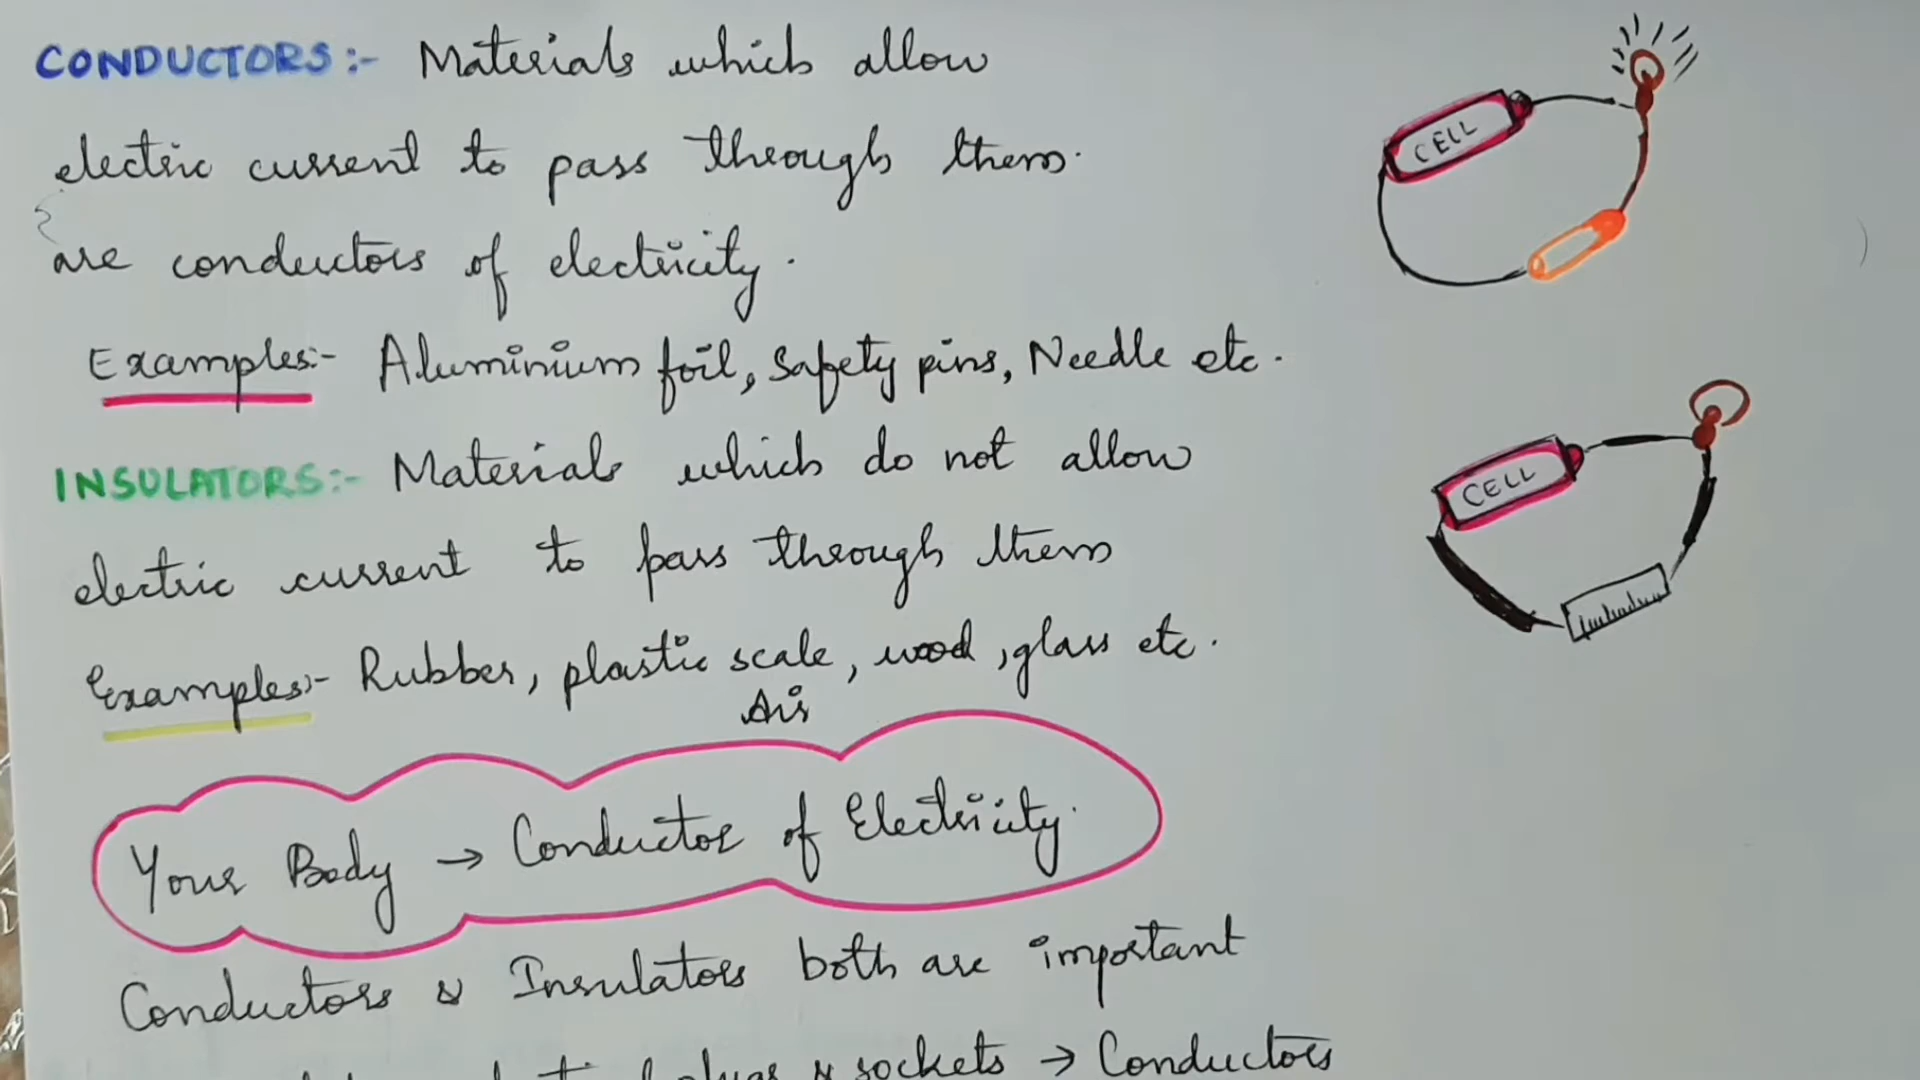 CONDUCTORS:- Materials which allow
electric current to pass through them.
are conductors of electricity.
Examples:- Aluminium foil, Safety pins, Needle etc.
INSULATORS:- Materials which do not allow
electric current to pass through them
Examples:- Rubber, plastic scale, wood, glass etc.
Air
Your Body → Conductor of Electricity.
Conductors & Insulators both are important
& sockets → Conductors
CELL
CELL